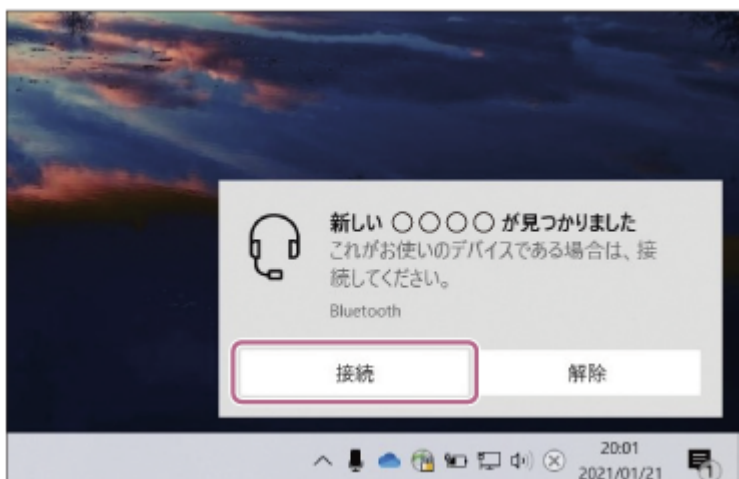 新しい 〇〇〇〇 が見つかりました
これがお使いのデバイスである場合は、接
続してください。
Bluetooth
接続
解除
20:01
2021/01/21
1